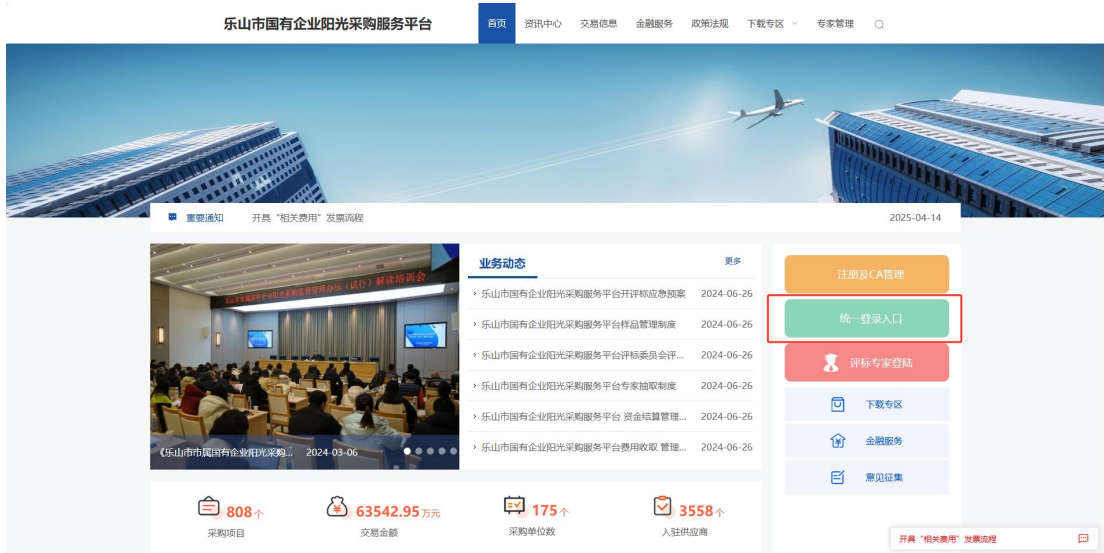 乐山市国有企业阳光采购服务平台
首页 资讯中心 交易信息 金融服务 政策法规 下载专区 专家管理
重要通知 开具“相关费用”发票流程 2025-04-14
业务动态 更多
乐山市国有企业阳光采购服务平台开评标应急预案 2024-06-26
乐山市国有企业阳光采购服务平台样品管理制度 2024-06-26
乐山市国有企业阳光采购服务平台评标委员会评... 2024-06-26
乐山市国有企业阳光采购服务平台专家抽取制度 2024-06-26
乐山市国有企业阳光采购服务平台 资金结算管理... 2024-06-26
乐山市国有企业阳光采购服务平台费用收取 管理... 2024-06-26
《乐山市市属国有企业阳光采购... 2024-03-06
注册及CA管理
统一登录入口
评标专家登陆
下载专区
金融服务
意见征集
808个
采购项目
63542.95万元
交易金额
175个
采购单位数
3558个
入驻供应商
开具“相关费用”发票流程